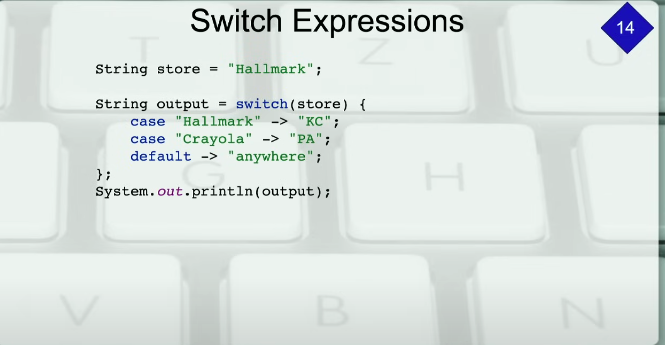 Switch Expressions
14
String store = "Hallmark";
String output = switch(store) {
    case "Hallmark" -> "KC";
    case "Crayola" -> "PA";
    default -> "anywhere";
};
System.out.println(output);
T
Z
U
G
H
V
B
N